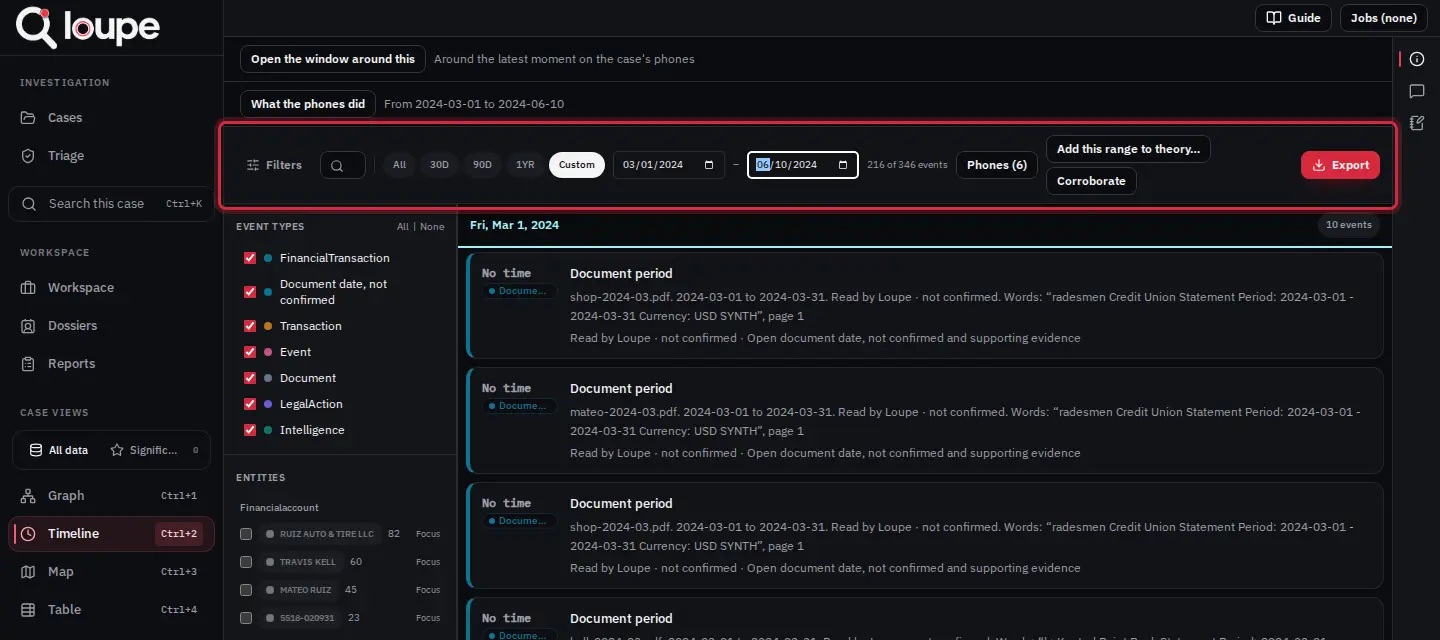 loupe
Guide
Jobs (none)
INVESTIGATION
Cases
Triage
Search this case Ctrl+K
WORKSPACE
Workspace
Dossiers
Reports
CASE VIEWS
All data Signific... 0
Graph Ctrl+1
Timeline Ctrl+2
Map Ctrl+3
Table Ctrl+4
Open the window around this Around the latest moment on the case's phones
What the phones did From 2024-03-01 to 2024-06-10
Filters All 30D 90D 1YR Custom 03/01/2024 – 06/10/2024 216 of 346 events Phones (6)
Add this range to theory...
Corroborate
Export
EVENT TYPES All | None
FinancialTransaction
Document date, not
confirmed
Transaction
Event
Document
LegalAction
Intelligence
ENTITIES
Financialaccount
RUIZ AUTO & TIRE LLC 82 Focus
TRAVIS KELL 60 Focus
MATEO RUIZ 45 Focus
5518-020931 23 Focus
Fri, Mar 1, 2024 10 events
No time Document period
Docume...
shop-2024-03.pdf. 2024-03-01 to 2024-03-31. Read by Loupe · not confirmed. Words: “radesmen Credit Union Statement Period: 2024-03-01 -
2024-03-31 Currency: USD SYNTH”, page 1
Read by Loupe · not confirmed · Open document date, not confirmed and supporting evidence
No time Document period
Docume...
mateo-2024-03.pdf. 2024-03-01 to 2024-03-31. Read by Loupe · not confirmed. Words: “radesmen Credit Union Statement Period: 2024-03-01 -
2024-03-31 Currency: USD SYNTH”, page 1
Read by Loupe · not confirmed · Open document date, not confirmed and supporting evidence
No time Document period
Docume...
shop-2024-03.pdf. 2024-03-01 to 2024-03-31. Read by Loupe · not confirmed. Words: “radesmen Credit Union Statement Period: 2024-03-01 -
2024-03-31 Currency: USD SYNTH”, page 1
Read by Loupe · not confirmed · Open document date, not confirmed and supporting evidence
No time Document period
Docume...